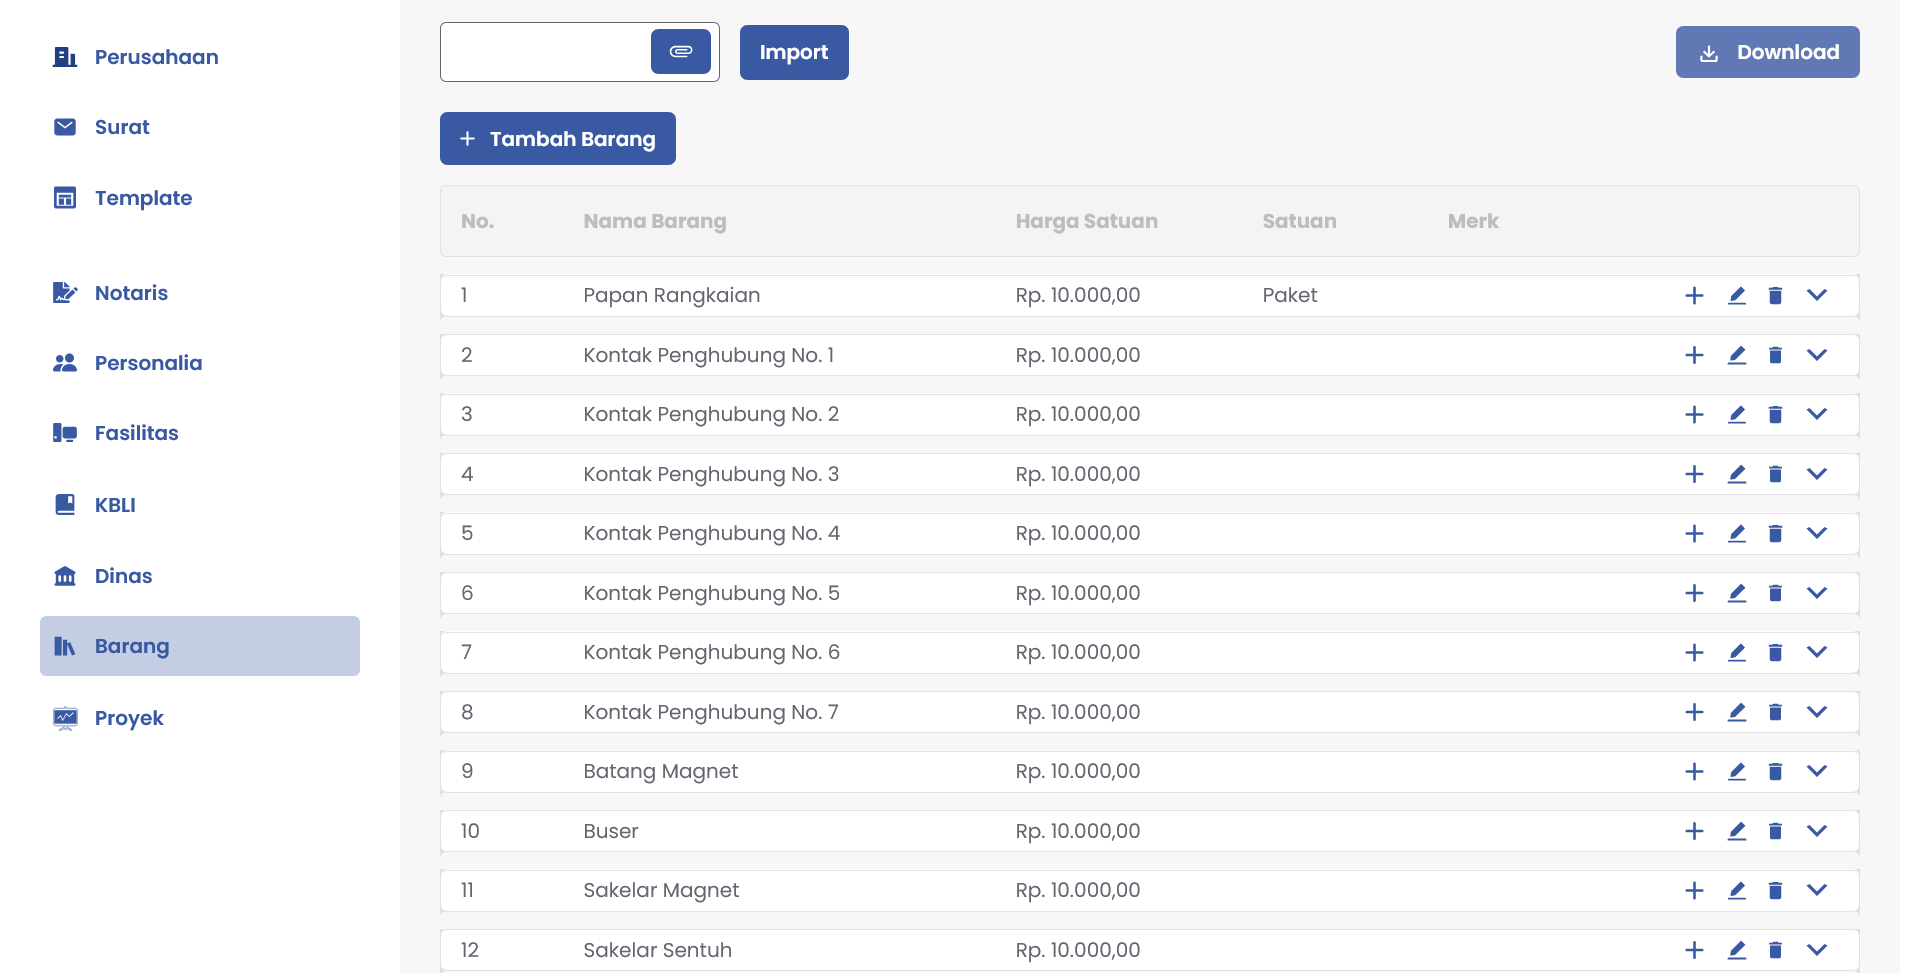 Perusahaan
Surat
Template
Notaris
Personalia
Fasilitas
KBLI
Dinas
Barang
Proyek
Import
Download
+ Tambah Barang
No. Nama Barang Harga Satuan Satuan Merk
1 Papan Rangkaian Rp. 10.000,00 Paket
2 Kontak Penghubung No. 1 Rp. 10.000,00
3 Kontak Penghubung No. 2 Rp. 10.000,00
4 Kontak Penghubung No. 3 Rp. 10.000,00
5 Kontak Penghubung No. 4 Rp. 10.000,00
6 Kontak Penghubung No. 5 Rp. 10.000,00
7 Kontak Penghubung No. 6 Rp. 10.000,00
8 Kontak Penghubung No. 7 Rp. 10.000,00
9 Batang Magnet Rp. 10.000,00
10 Buser Rp. 10.000,00
11 Sakelar Magnet Rp. 10.000,00
12 Sakelar Sentuh Rp. 10.000,00